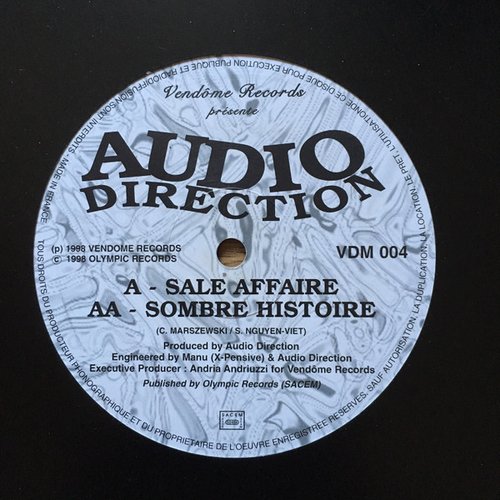 Vendôme Records
présente
AUDIO
DIRECTION
(p) 1998 VENDOME RECORDS
c 1998 OLYMPIC RECORDS
VDM 004
A - SALE AFFAIRE
AA - SOMBRE HISTOIRE
(C. MARSZEWSKI / S. NGUYEN-VIET)
Produced by Audio Direction
Engineered by Manu (X-Pensive) & Audio Direction
Executive Producer : Andria Andriuzzi for Vendôme Records
Published by Olympic Records (SACEM)
SACEM
TOUS DROITS DU PRODUCTEUR PHONOGRAPHIQUE ET DU PROPRIETAIRE DE L'OEUVRE ENREGISTREE RESERVES. SAUF AUTORISATION, LA DUPLICATION, LA LOCATION, LE PRET, L'UTILISATION DE CE DISQUE POUR EXECUTION PUBLIQUE ET RADIODIFFUSION SONT INTERDITS - MADE IN FRANCE.